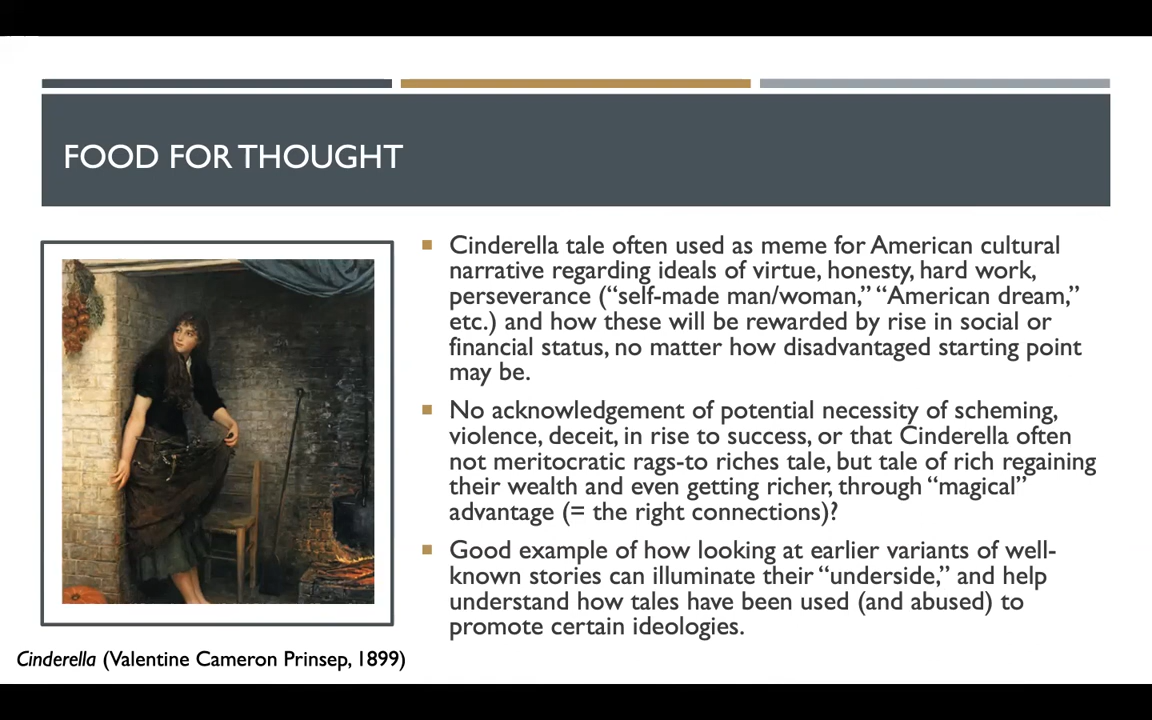 FOOD FOR THOUGHT
Cinderella tale often used as meme for American cultural
narrative regarding ideals of virtue, honesty, hard work,
perseverance (“self-made man/woman,” “American dream,”
etc.) and how these will be rewarded by rise in social or
financial status, no matter how disadvantaged starting point
may be.
No acknowledgement of potential necessity of scheming,
violence, deceit, in rise to success, or that Cinderella often
not meritocratic rags-to riches tale, but tale of rich regaining
their wealth and even getting richer, through “magical”
advantage (= the right connections)?
Good example of how looking at earlier variants of well-
known stories can illuminate their “underside,” and help
understand how tales have been used (and abused) to
promote certain ideologies.
Cinderella (Valentine Cameron Prinsep, 1899)